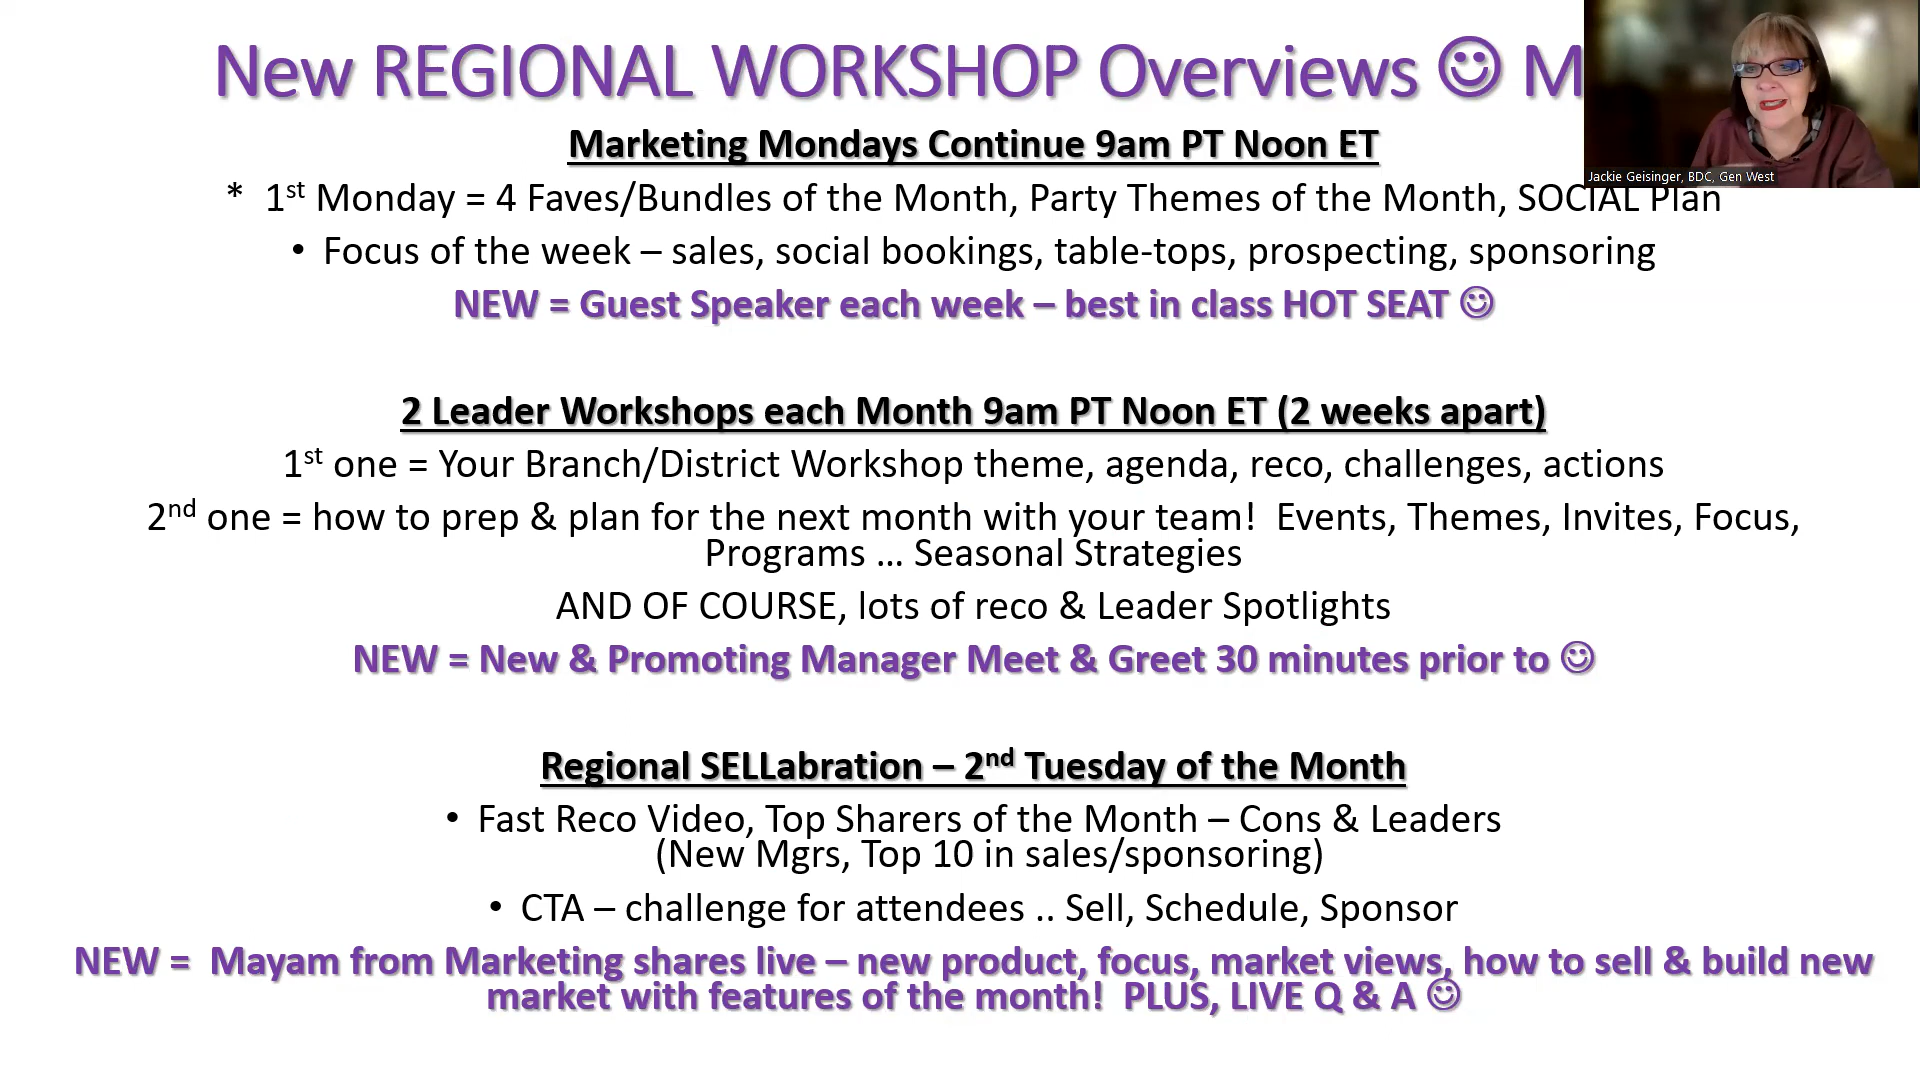 New REGIONAL WORKSHOP Overviews ☺ M
Jackie Geisinger, BDC, Gen West
Marketing Mondays Continue 9am PT Noon ET
* 1st Monday = 4 Faves/Bundles of the Month, Party Themes of the Month, SOCIAL Plan
• Focus of the week – sales, social bookings, table-tops, prospecting, sponsoring
NEW = Guest Speaker each week – best in class HOT SEAT ☺
2 Leader Workshops each Month 9am PT Noon ET (2 weeks apart)
1st one = Your Branch/District Workshop theme, agenda, reco, challenges, actions
2nd one = how to prep & plan for the next month with your team! Events, Themes, Invites, Focus,
Programs … Seasonal Strategies
AND OF COURSE, lots of reco & Leader Spotlights
NEW = New & Promoting Manager Meet & Greet 30 minutes prior to ☺
Regional SELLabration – 2nd Tuesday of the Month
• Fast Reco Video, Top Sharers of the Month – Cons & Leaders
(New Mgrs, Top 10 in sales/sponsoring)
• CTA – challenge for attendees .. Sell, Schedule, Sponsor
NEW = Mayam from Marketing shares live – new product, focus, market views, how to sell & build new
market with features of the month! PLUS, LIVE Q & A ☺